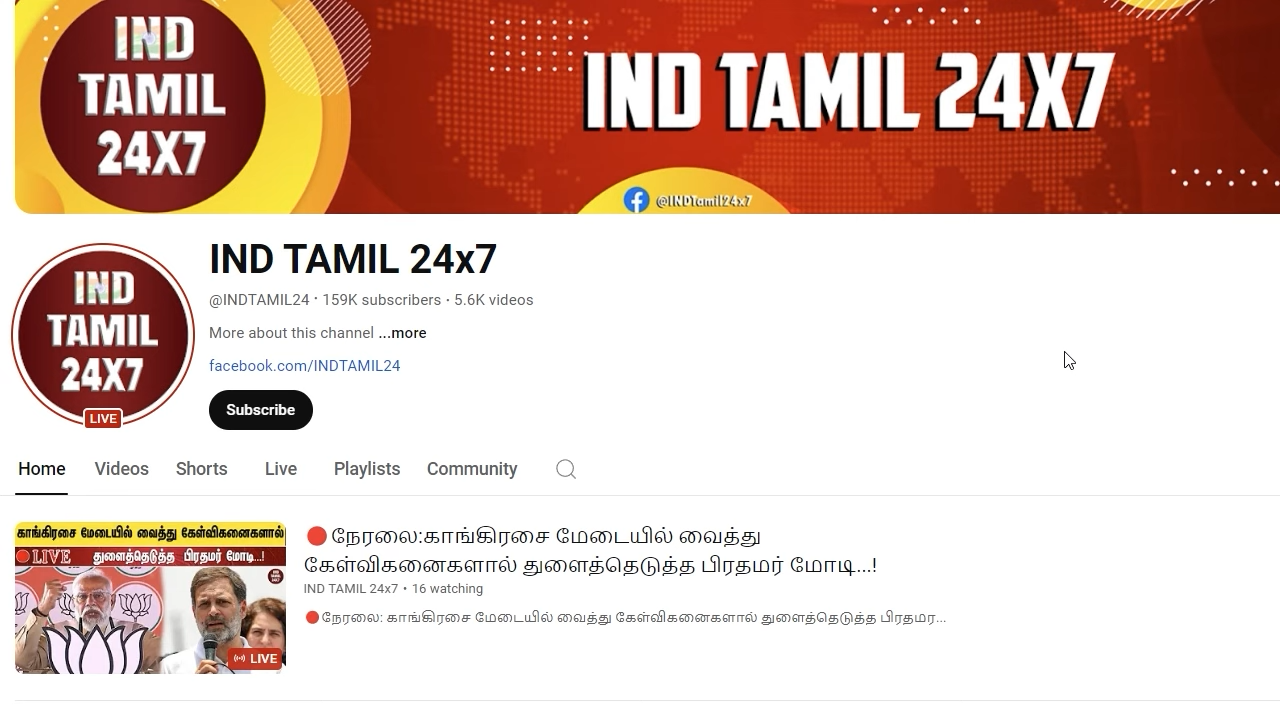 IND
TAMIL
24X7
IND TAMIL 24X7
@INDTamil24x7
IND
TAMIL
24X7
LIVE
IND TAMIL 24x7
@INDTAMIL24 · 159K subscribers · 5.6K videos
More about this channel ...more
facebook.com/INDTAMIL24
Subscribe
Home Videos Shorts Live Playlists Community
காங்கிரசை மேடையில் வைத்து கேள்விகனைகளால்
LIVE துளைத்தெடுத்த பிரதமர் மோடி...!
LIVE
🔴நேரலை:காங்கிரசை மேடையில் வைத்து
கேள்விகனைகளால் துளைத்தெடுத்த பிரதமர் மோடி...!
IND TAMIL 24x7 • 16 watching
🔴நேரலை: காங்கிரசை மேடையில் வைத்து கேள்விகனைகளால் துளைத்தெடுத்த பிரதமர...